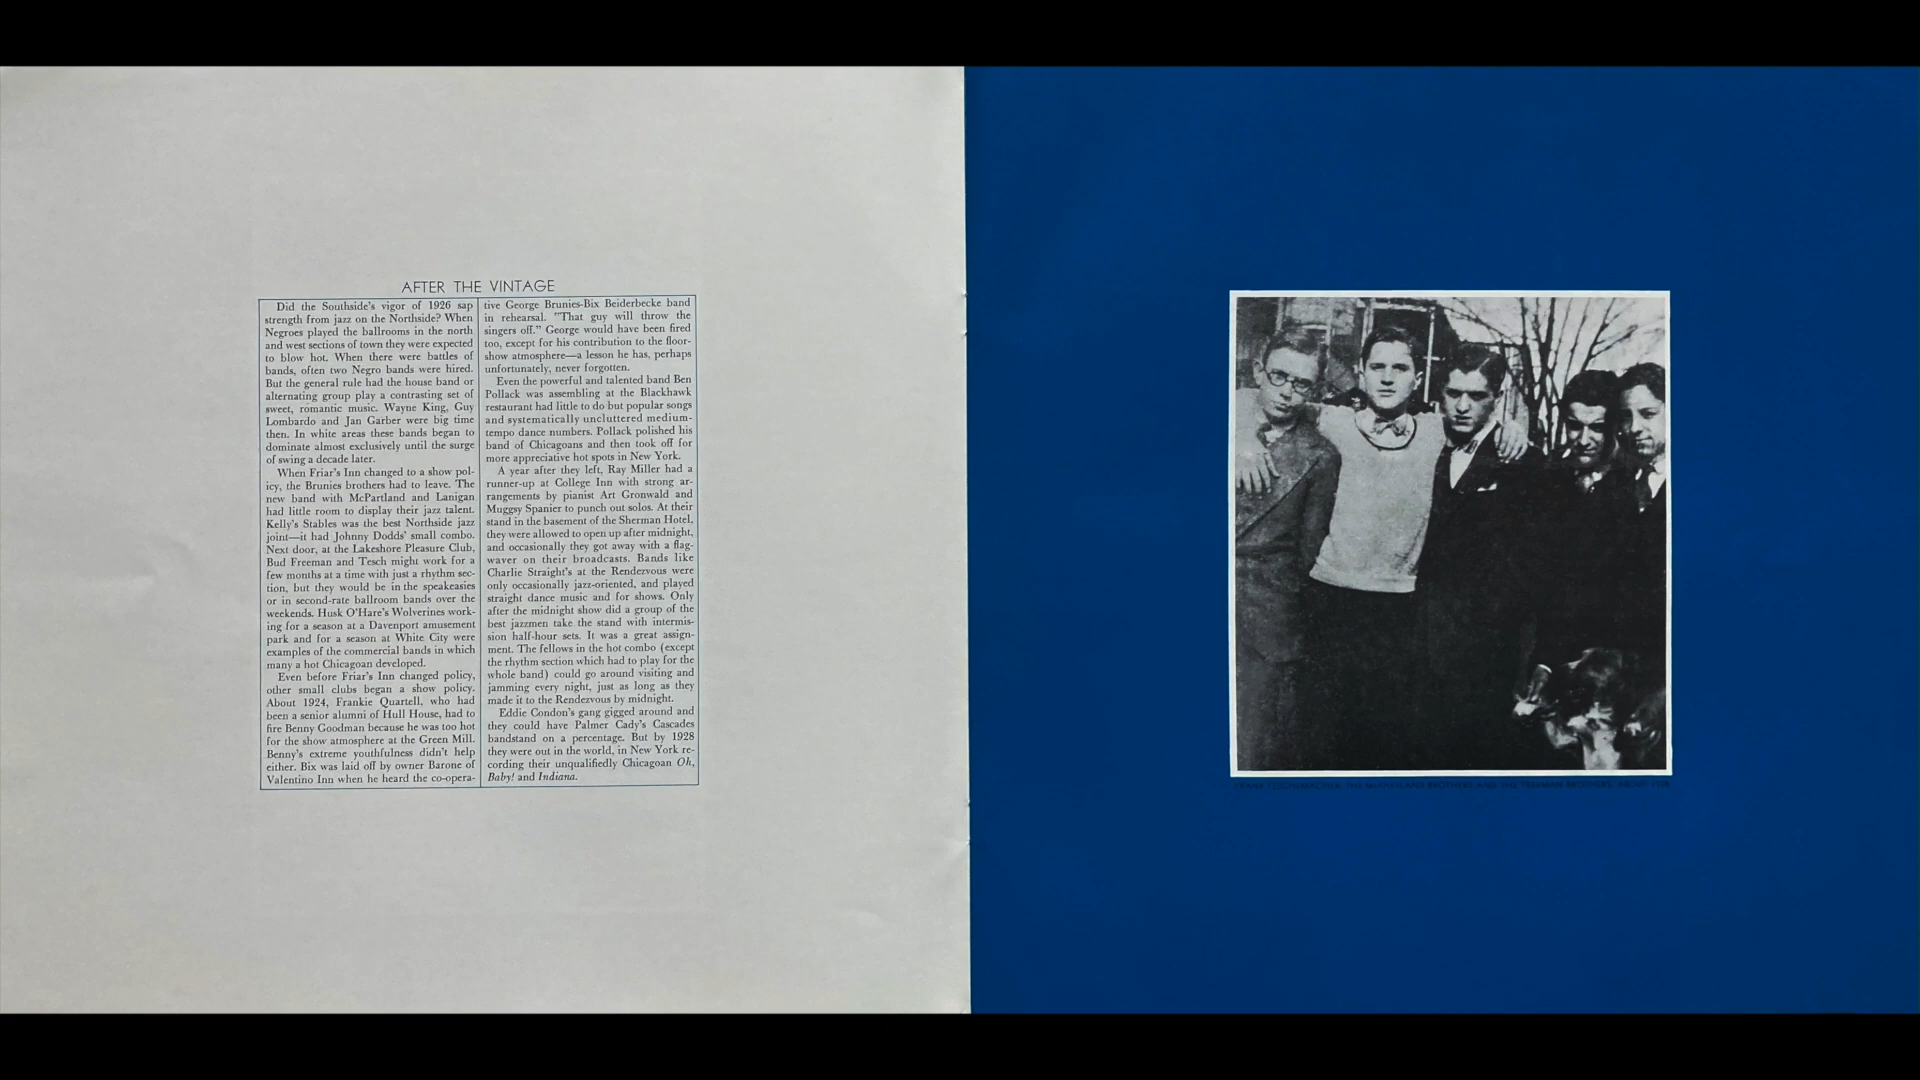 AFTER THE VINTAGE
Did the Southside's vigor of 1926 sap
strength from jazz on the Northside? When
Negroes played the ballrooms in the north
and west sections of town they were expected
to blow hot. When there were battles of
bands, often two Negro bands were hired.
But the general rule had the house band or
alternating group play a contrasting set of
sweet, romantic music. Wayne King, Guy
Lombardo and Jan Garber were big time
then. In white areas these bands began to
dominate almost exclusively until the surge
of swing a decade later.
When Friar's Inn changed to a show pol-
icy, the Brunies brothers had to leave. The
new band with McPartland and Lanigan
had little room to display their jazz talent.
Kelly's Stables was the best Northside jazz
joint—it had Johnny Dodds' small combo.
Next door, at the Lakeshore Pleasure Club,
Bud Freeman and Tesch might work for a
few months at a time with just a rhythm sec-
tion, but they would be in the speakeasies
or in second-rate ballroom bands over the
weekends. Husk O'Hare's Wolverines work-
ing for a season at a Davenport amusement
park and for a season at White City were
examples of the commercial bands in which
many a hot Chicagoan developed.
Even before Friar's Inn changed policy,
other small clubs began a show policy.
About 1924, Frankie Quartell, who had
been a senior alumni of Hull House, had to
fire Benny Goodman because he was too hot
for the show atmosphere at the Green Mill.
Benny's extreme youthfulness didn't help
either. Bix was laid off by owner Barone of
Valentino Inn when he heard the co-opera-
tive George Brunies-Bix Beiderbecke band
in rehearsal. "That guy will throw the
singers off." George would have been fired
too, except for his contribution to the floor-
show atmosphere—a lesson he has, perhaps
unfortunately, never forgotten.
Even the powerful and talented band Ben
Pollack was assembling at the Blackhawk
restaurant had little to do but popular songs
and systematically uncluttered medium-
tempo dance numbers. Pollack polished his
band of Chicagoans and then took off for
more appreciative hot spots in New York.
A year after they left, Ray Miller had a
runner-up at College Inn with strong ar-
rangements by pianist Art Gronwald and
Muggsy Spanier to punch out solos. At their
stand in the basement of the Sherman Hotel,
they were allowed to open up after midnight,
and occasionally they got away with a flag-
waver on their broadcasts. Bands like
Charlie Straight's at the Rendezvous were
only occasionally jazz-oriented, and played
straight dance music and for shows. Only
after the midnight show did a group of the
best jazzmen take the stand with intermis-
sion half-hour sets. It was a great assign-
ment. The fellows in the hot combo (except
the rhythm section which had to play for the
whole band) could go around visiting and
jamming every night, just as long as they
made it to the Rendezvous by midnight.
Eddie Condon's gang gigged around and
they could have Palmer Cady's Cascades
bandstand on a percentage. But by 1928
they were out in the world, in New York re-
cording their unqualifiedly Chicagoan Oh,
Baby! and Indiana.
FRANK TESCHEMACHER, THE McPARTLAND BROTHERS AND THE FREEMAN BROTHERS,